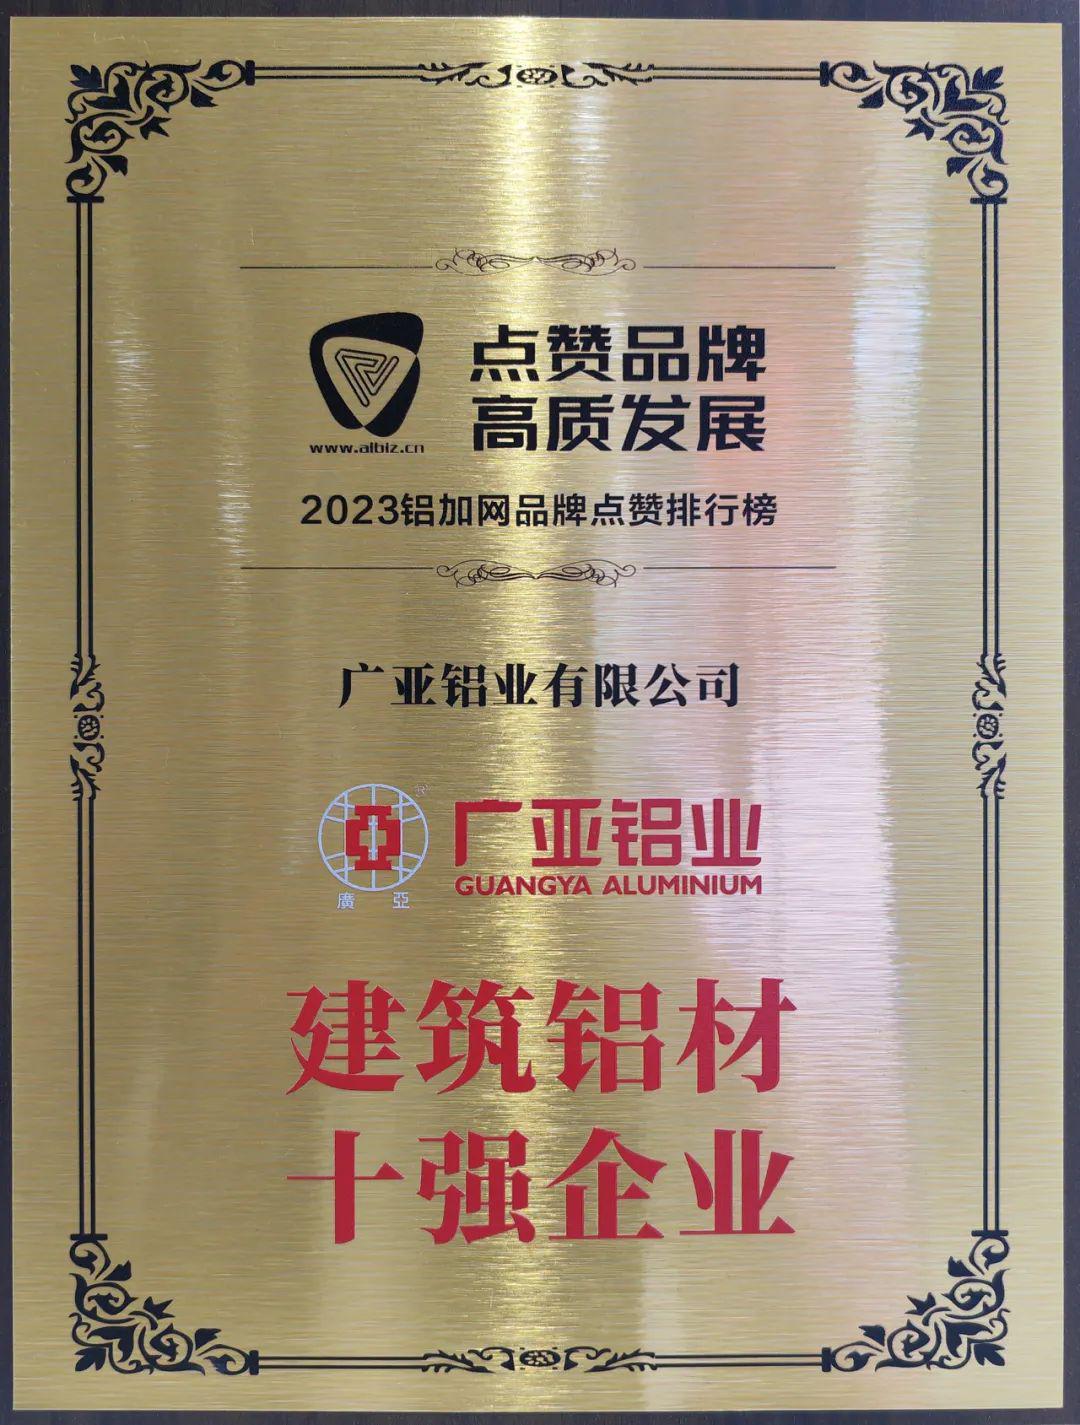 点赞品牌
高质发展
www.albiz.cn
2023铝加网品牌点赞排行榜
广亚铝业有限公司
®
廣 亞
广亚铝业
GUANGYA ALUMINIUM
建筑铝材
十强企业